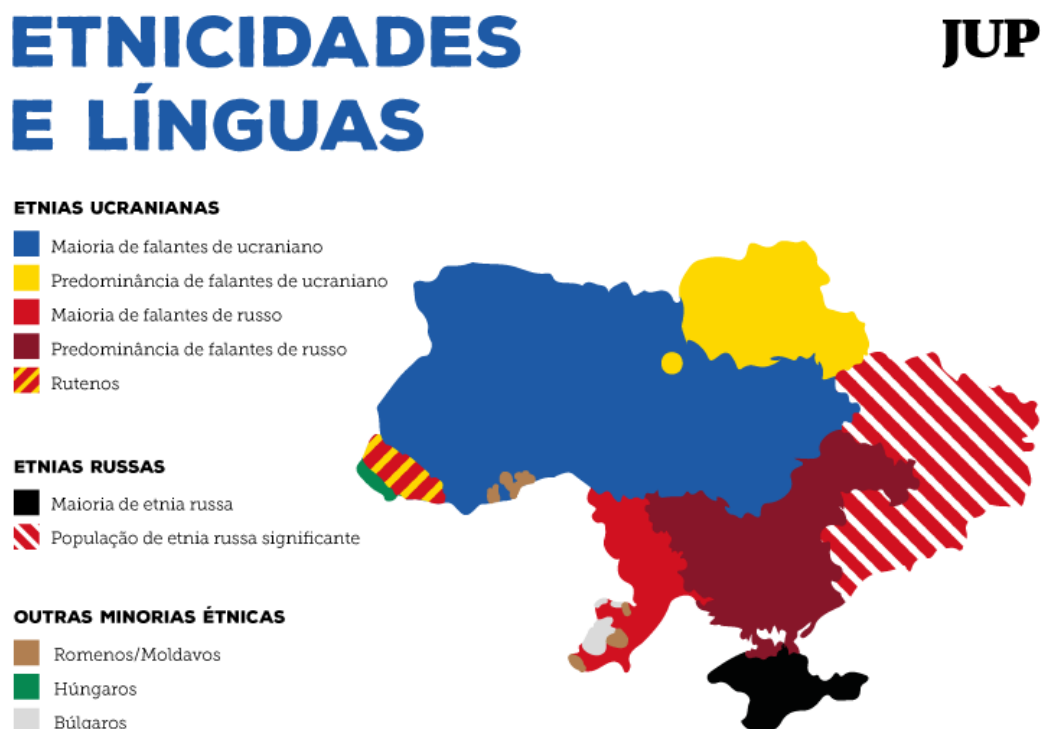 ETNICIDADES
E LÍNGUAS
JUP
ETNIAS UCRANIANAS
Maioria de falantes de ucraniano
Predominância de falantes de ucraniano
Maioria de falantes de russo
Predominância de falantes de russo
Rutenos
ETNIAS RUSSAS
Maioria de etnia russa
População de etnia russa significante
OUTRAS MINORIAS ÉTNICAS
Romenos/Moldavos
Húngaros
Búlgaros